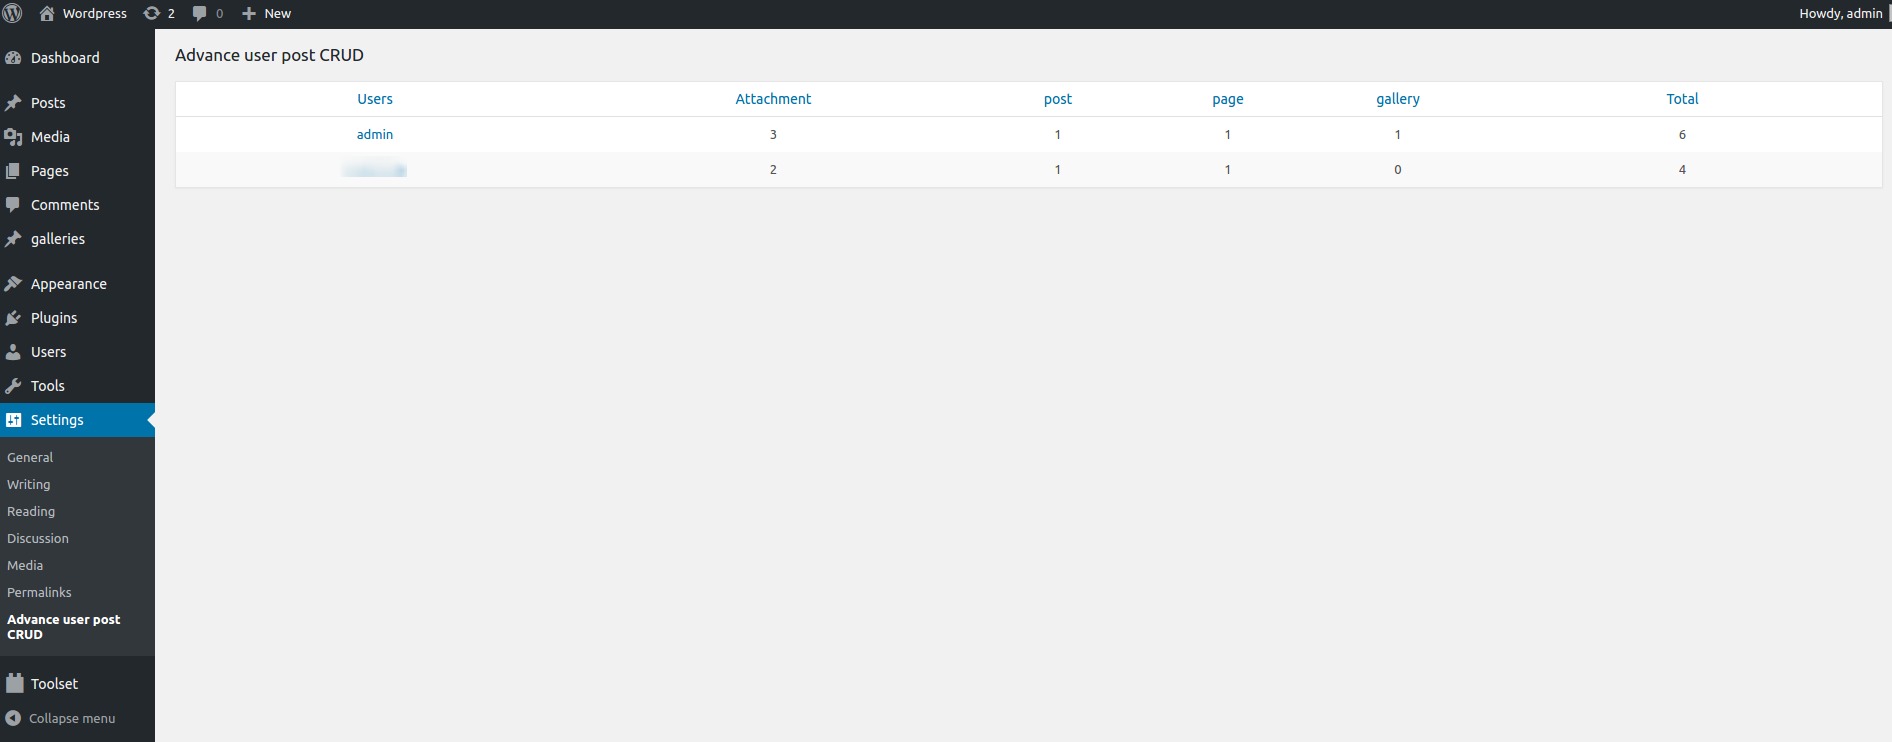 Wordpress 2 0 New Howdy, admin
Dashboard
Posts
Media
Pages
Comments
galleries
Appearance
Plugins
Users
Tools
Settings
General
Writing
Reading
Discussion
Media
Permalinks
Advance user post
CRUD
Toolset
Collapse menu
Advance user post CRUD
Users Attachment post page gallery Total
admin 3 1 1 1 6
2 1 1 0 4